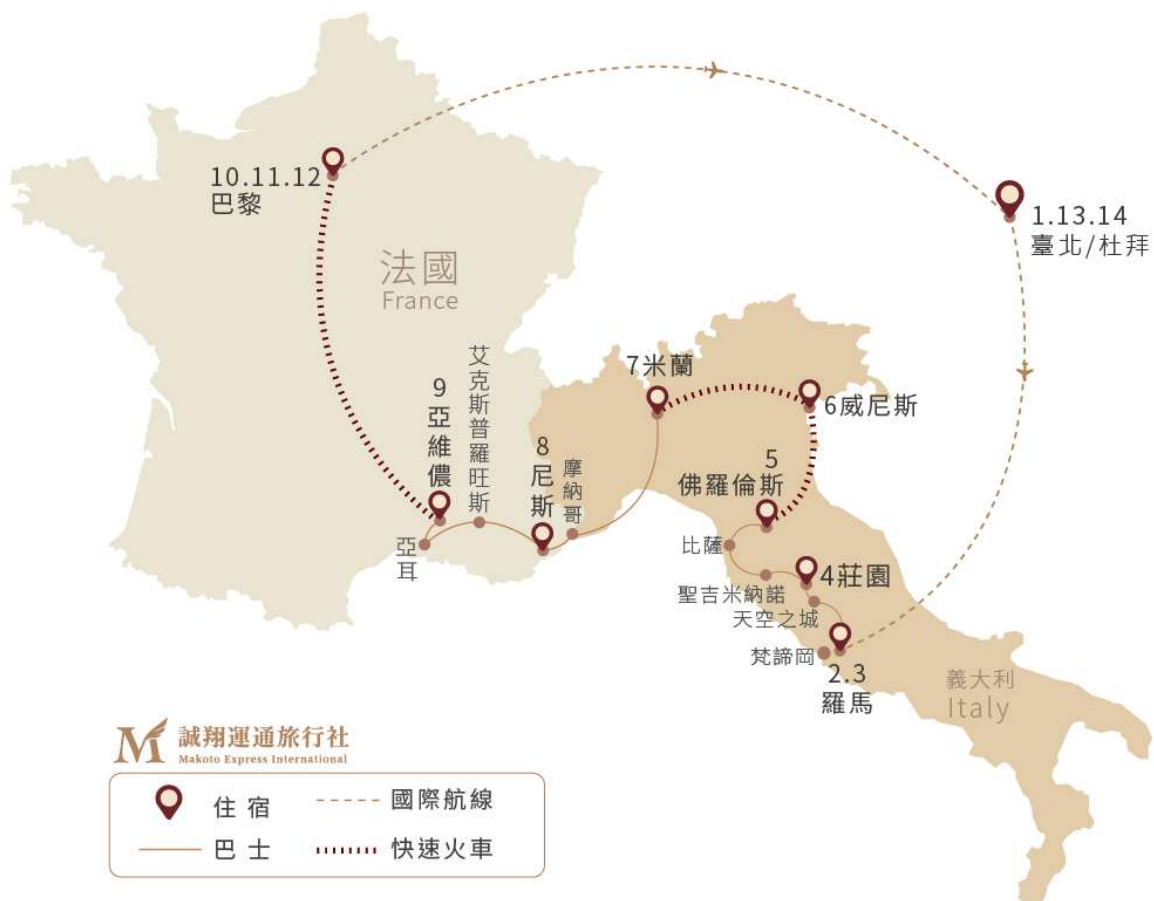 10.11.12
巴黎
1.13.14
臺北/杜拜
法國
France
7米蘭
6威尼斯
艾克斯普羅旺斯
9亞維儂
8尼斯
摩納哥
5
佛羅倫斯
亞耳
比薩
4莊園
聖吉米納諾
天空之城
梵諦岡
2.3
羅馬
義大利
Italy
誠翔運通旅行社
Makoto Express International
住宿
國際航線
巴士
快速火車